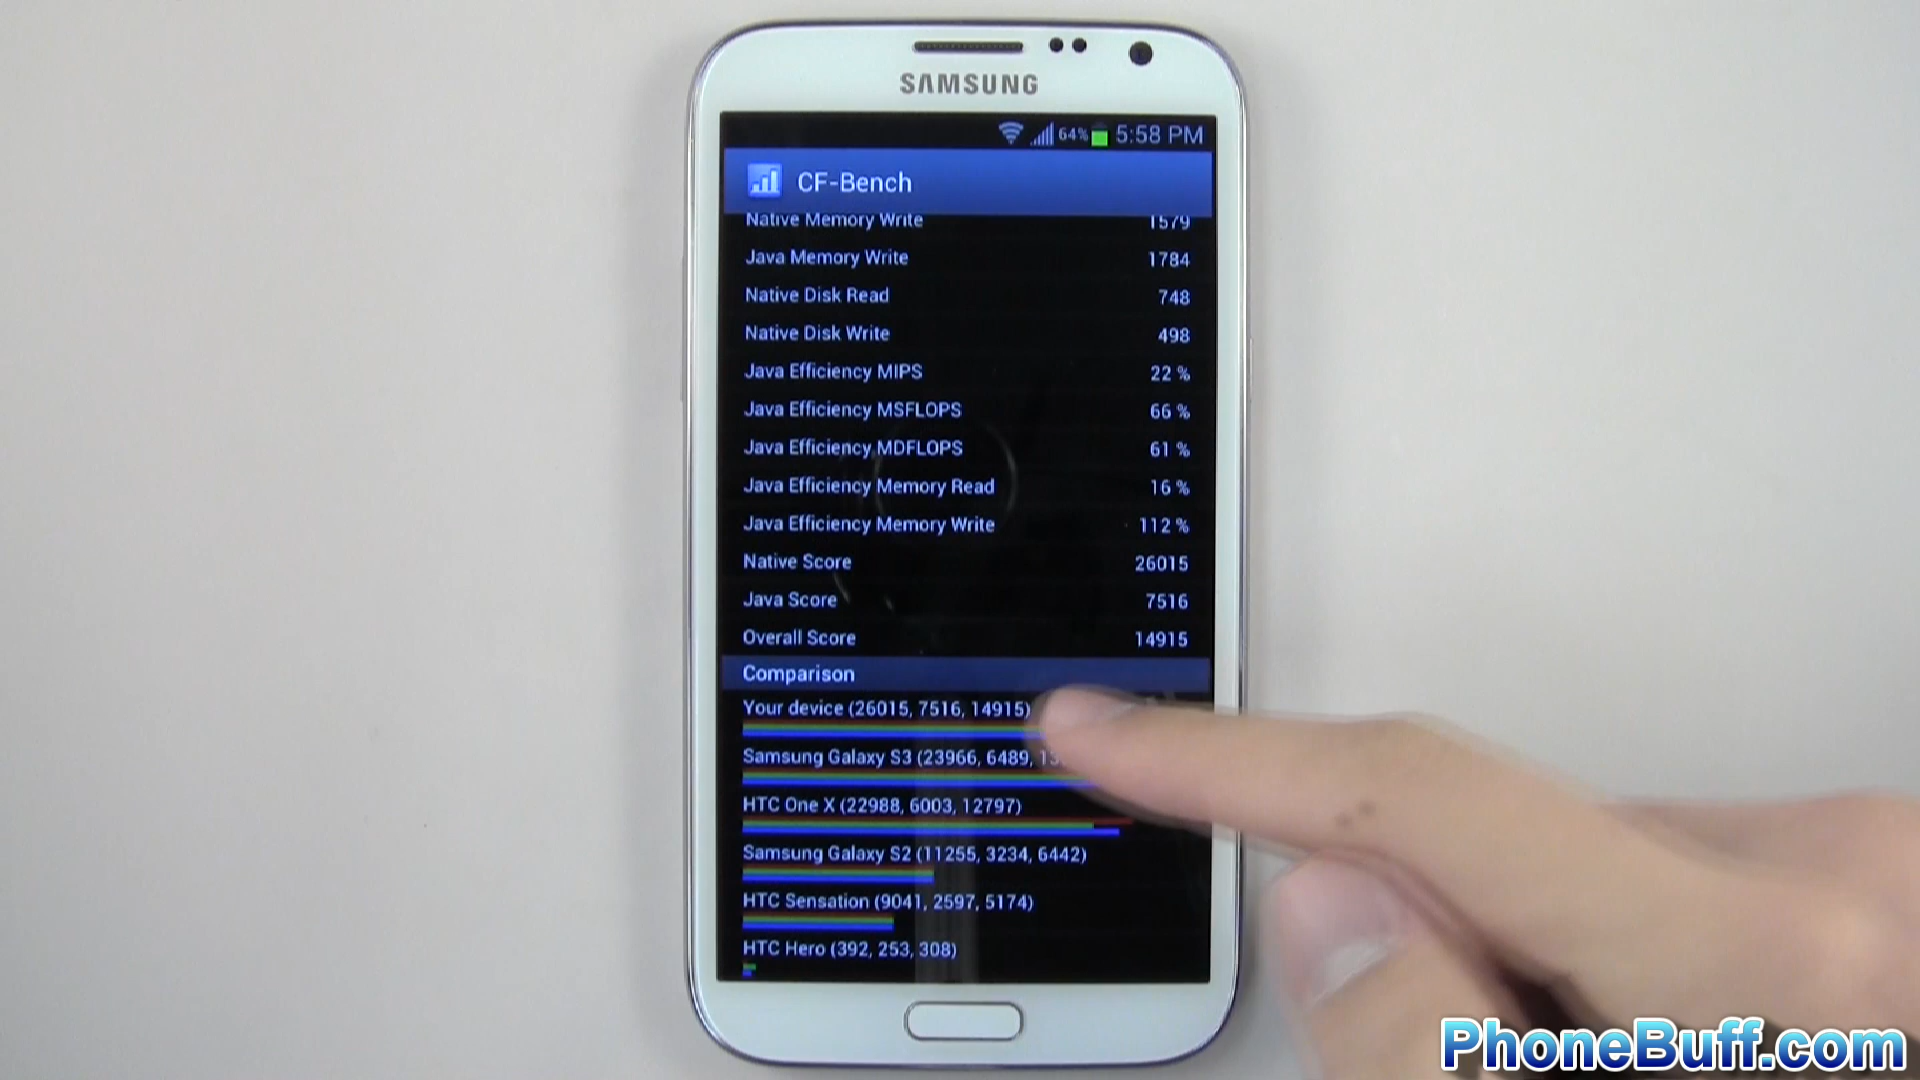 SAMSUNG
64% 5:58 PM
CF-Bench
Native Memory Write 1579
Java Memory Write 1784
Native Disk Read 748
Native Disk Write 498
Java Efficiency MIPS 22 %
Java Efficiency MSFLOPS 66 %
Java Efficiency MDFLOPS 61 %
Java Efficiency Memory Read 16 %
Java Efficiency Memory Write 112 %
Native Score 26015
Java Score 7516
Overall Score 14915
Comparison
Your device (26015, 7516, 14915)
Samsung Galaxy S3 (23966, 6489,
HTC One X (22988, 6003, 12797)
Samsung Galaxy S2 (11255, 3234, 6442)
HTC Sensation (9041, 2597, 5174)
HTC Hero (392, 253, 308)
PhoneBuff.com